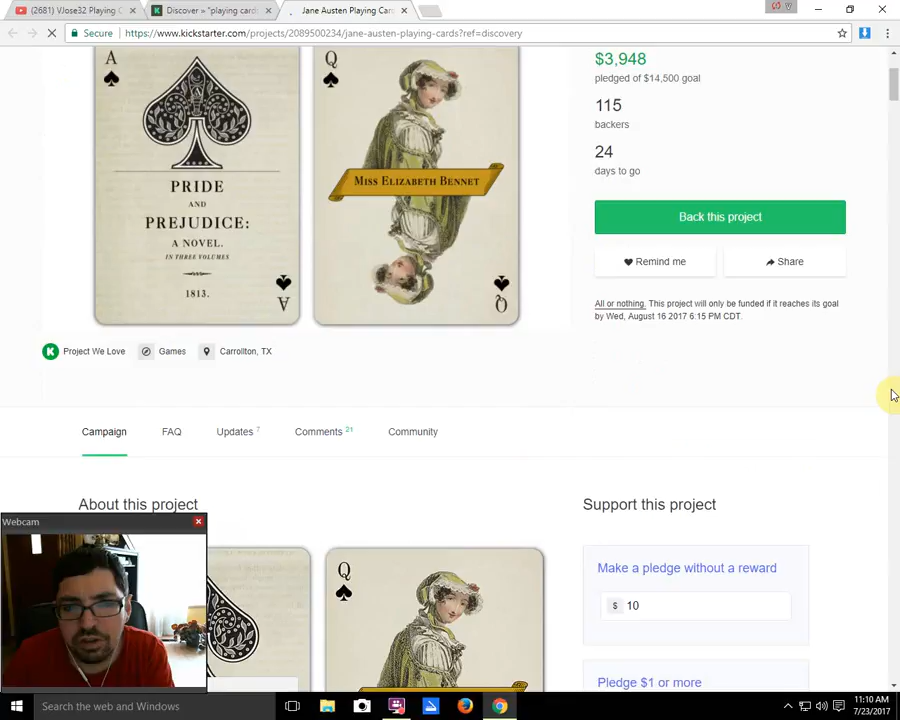 (2681) VJose32 Playing C
Discover » "playing card
Jane Austen Playing Car
Secure
https://www.kickstarter.com/projects/2089500234/jane-austen-playing-cards?ref=discovery
A
PRIDE
AND
PREJUDICE:
A NOVEL.
IN THREE VOLUMES
1813.
A
Q
MISS ELIZABETH BENNET
Q
$3,948
pledged of $14,500 goal
115
backers
24
days to go
Back this project
Remind me
Share
All or nothing. This project will only be funded if it reaches its goal
by Wed, August 16 2017 6:15 PM CDT.
K
Project We Love
Games
Carrollton, TX
Campaign
FAQ
Updates 7
Comments 21
Community
About this project
Support this project
Q
Make a pledge without a reward
$ 10
Pledge $1 or more
Webcam
Search the web and Windows
11:10 AM
7/23/2017